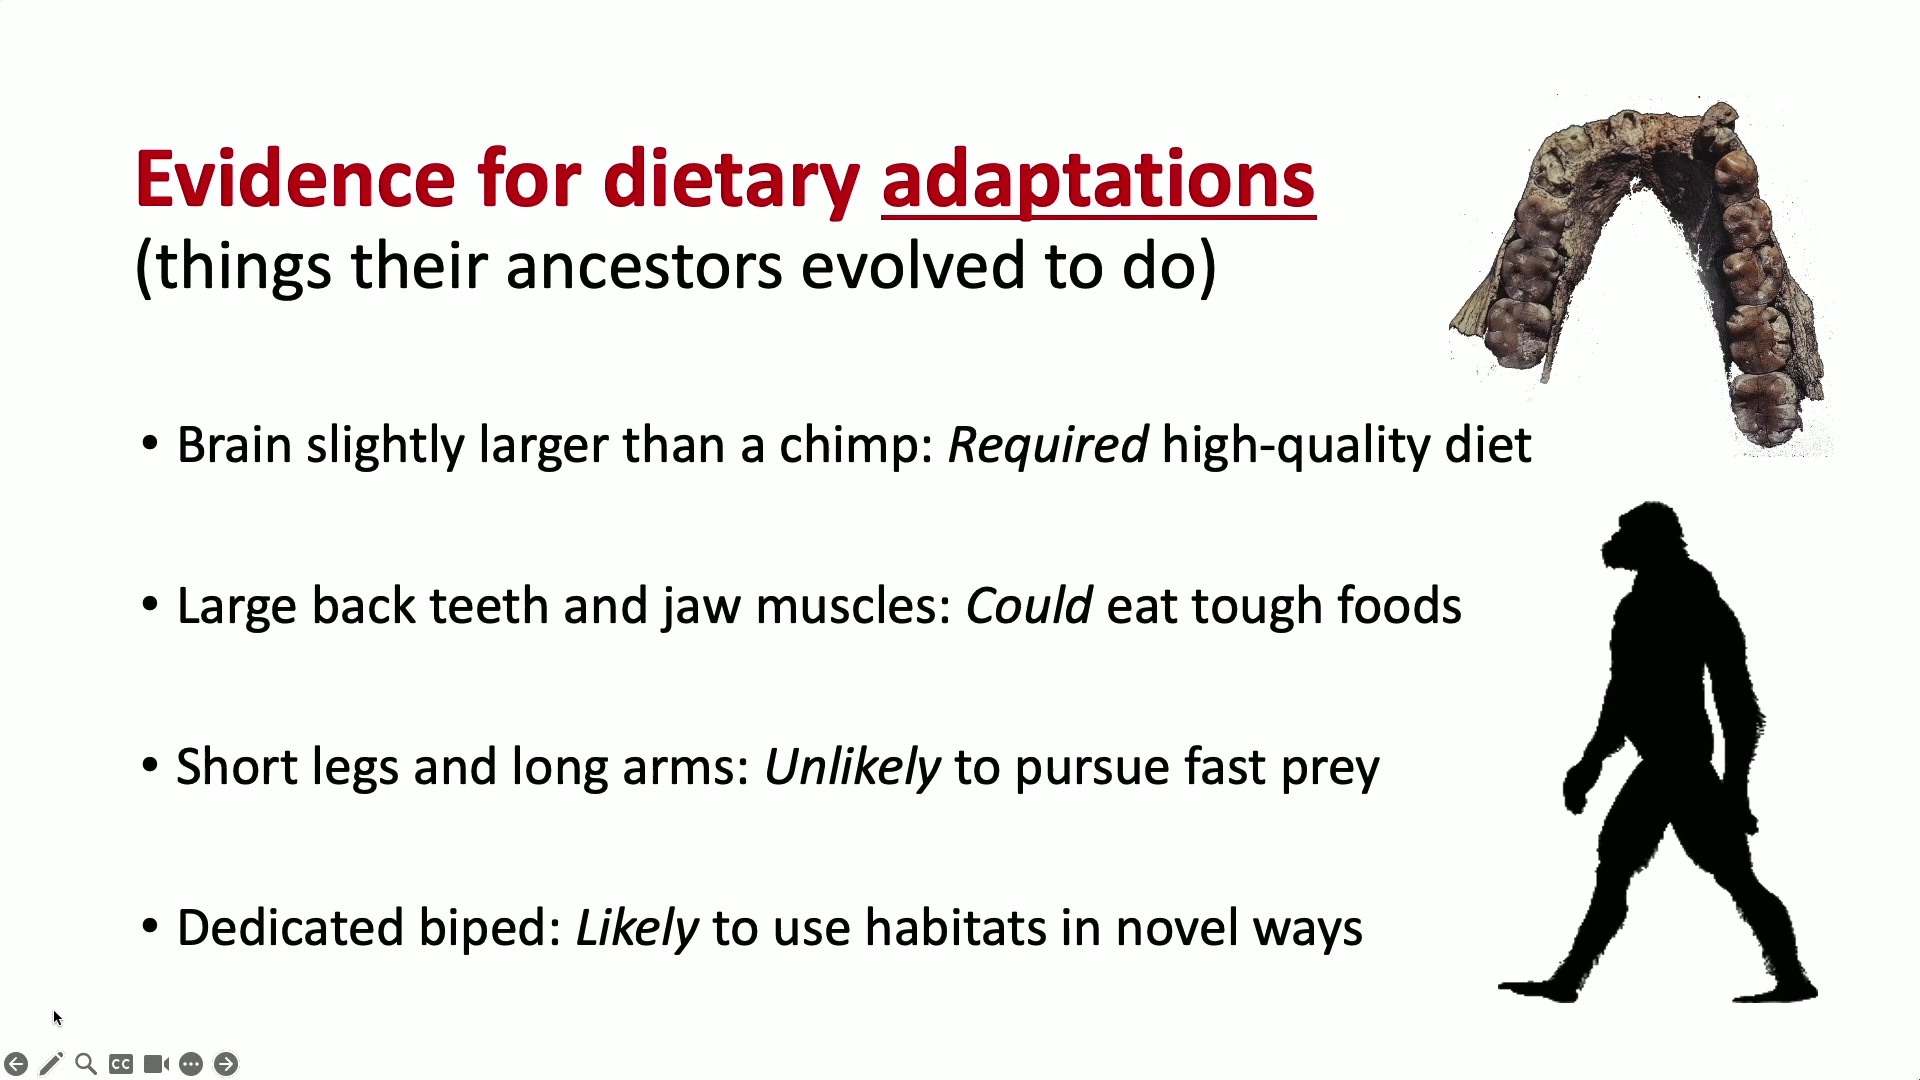 Evidence for dietary adaptations
(things their ancestors evolved to do)
• Brain slightly larger than a chimp: Required high-quality diet
• Large back teeth and jaw muscles: Could eat tough foods
• Short legs and long arms: Unlikely to pursue fast prey
• Dedicated biped: Likely to use habitats in novel ways
CC